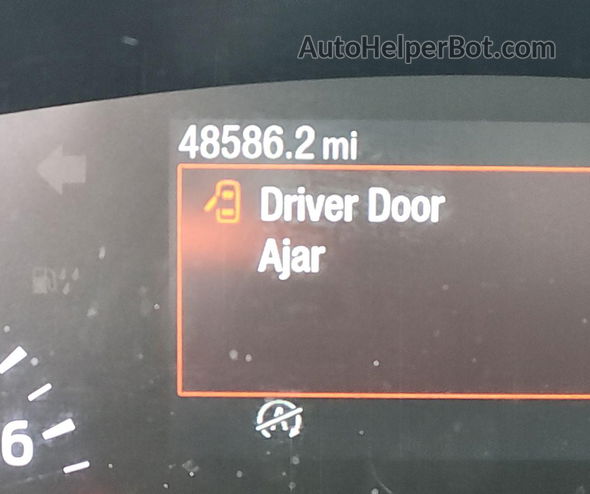 AutoHelperBot.com
48586.2 mi
Driver Door
Ajar
A
6